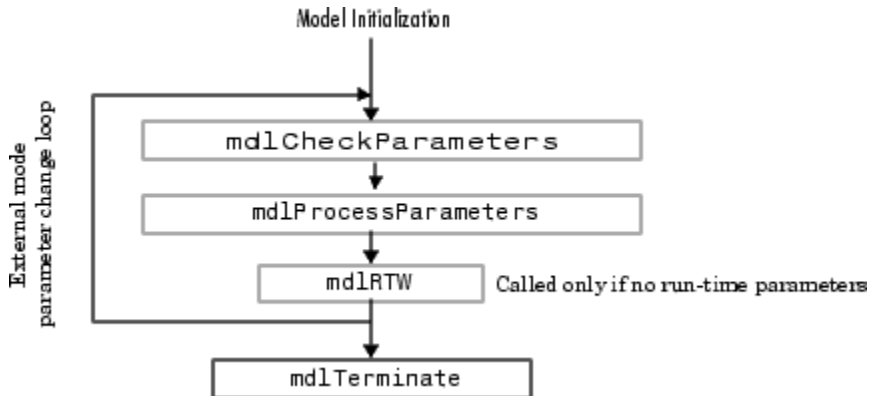 Model Initialization
External mode
parameter change loop
mdlCheckParameters
mdlProcessParameters
mdlRTW
Called only if no run-time parameters
mdlTerminate